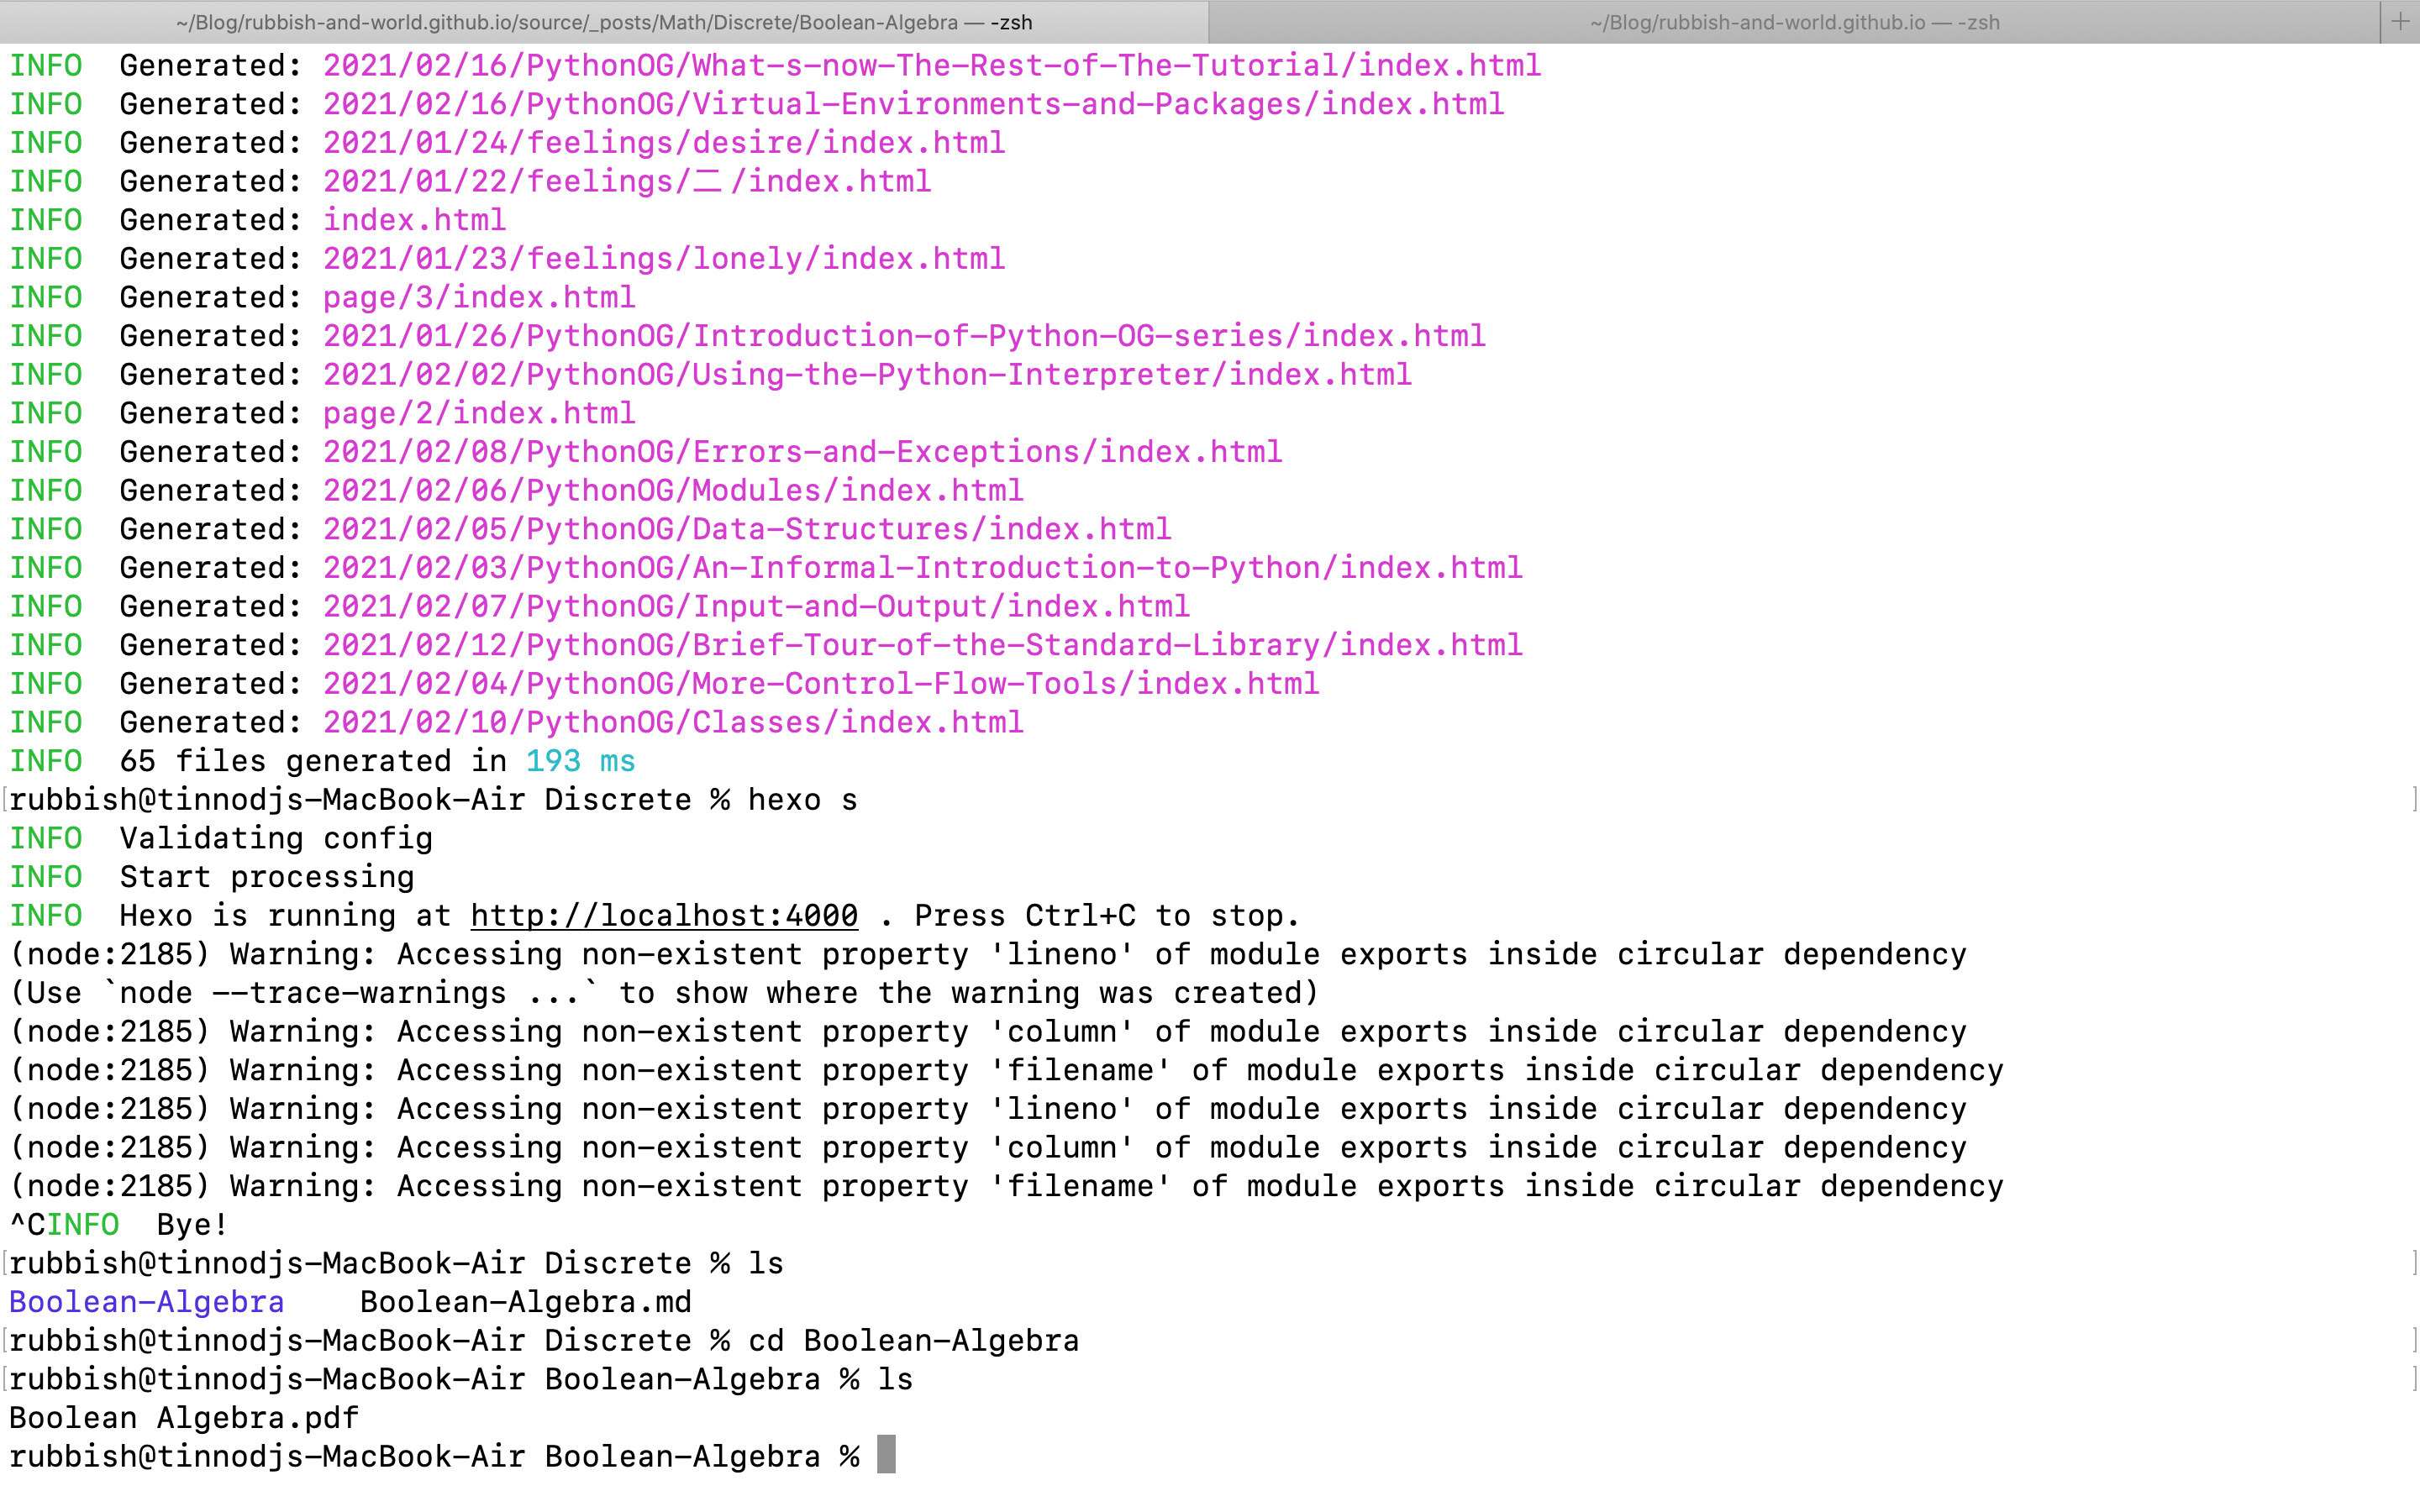 ~/Blog/rubbish-and-world.github.io/source/_posts/Math/Discrete/Boolean-Algebra — -zsh
~/Blog/rubbish-and-world.github.io — -zsh
+
INFO  Generated: 2021/02/16/PythonOG/What-s-now-The-Rest-of-The-Tutorial/index.html
INFO  Generated: 2021/02/16/PythonOG/Virtual-Environments-and-Packages/index.html
INFO  Generated: 2021/01/24/feelings/desire/index.html
INFO  Generated: 2021/01/22/feelings/二/index.html
INFO  Generated: index.html
INFO  Generated: 2021/01/23/feelings/lonely/index.html
INFO  Generated: page/3/index.html
INFO  Generated: 2021/01/26/PythonOG/Introduction-of-Python-OG-series/index.html
INFO  Generated: 2021/02/02/PythonOG/Using-the-Python-Interpreter/index.html
INFO  Generated: page/2/index.html
INFO  Generated: 2021/02/08/PythonOG/Errors-and-Exceptions/index.html
INFO  Generated: 2021/02/06/PythonOG/Modules/index.html
INFO  Generated: 2021/02/05/PythonOG/Data-Structures/index.html
INFO  Generated: 2021/02/03/PythonOG/An-Informal-Introduction-to-Python/index.html
INFO  Generated: 2021/02/07/PythonOG/Input-and-Output/index.html
INFO  Generated: 2021/02/12/PythonOG/Brief-Tour-of-the-Standard-Library/index.html
INFO  Generated: 2021/02/04/PythonOG/More-Control-Flow-Tools/index.html
INFO  Generated: 2021/02/10/PythonOG/Classes/index.html
INFO  65 files generated in 193 ms
[rubbish@tinnodjs-MacBook-Air Discrete % hexo s ]
INFO  Validating config
INFO  Start processing
INFO  Hexo is running at http://localhost:4000 . Press Ctrl+C to stop.
(node:2185) Warning: Accessing non-existent property 'lineno' of module exports inside circular dependency
(Use `node --trace-warnings ...` to show where the warning was created)
(node:2185) Warning: Accessing non-existent property 'column' of module exports inside circular dependency
(node:2185) Warning: Accessing non-existent property 'filename' of module exports inside circular dependency
(node:2185) Warning: Accessing non-existent property 'lineno' of module exports inside circular dependency
(node:2185) Warning: Accessing non-existent property 'column' of module exports inside circular dependency
(node:2185) Warning: Accessing non-existent property 'filename' of module exports inside circular dependency
^CINFO  Bye!
[rubbish@tinnodjs-MacBook-Air Discrete % ls ]
Boolean-Algebra    Boolean-Algebra.md
[rubbish@tinnodjs-MacBook-Air Discrete % cd Boolean-Algebra ]
[rubbish@tinnodjs-MacBook-Air Boolean-Algebra % ls ]
Boolean Algebra.pdf
rubbish@tinnodjs-MacBook-Air Boolean-Algebra %